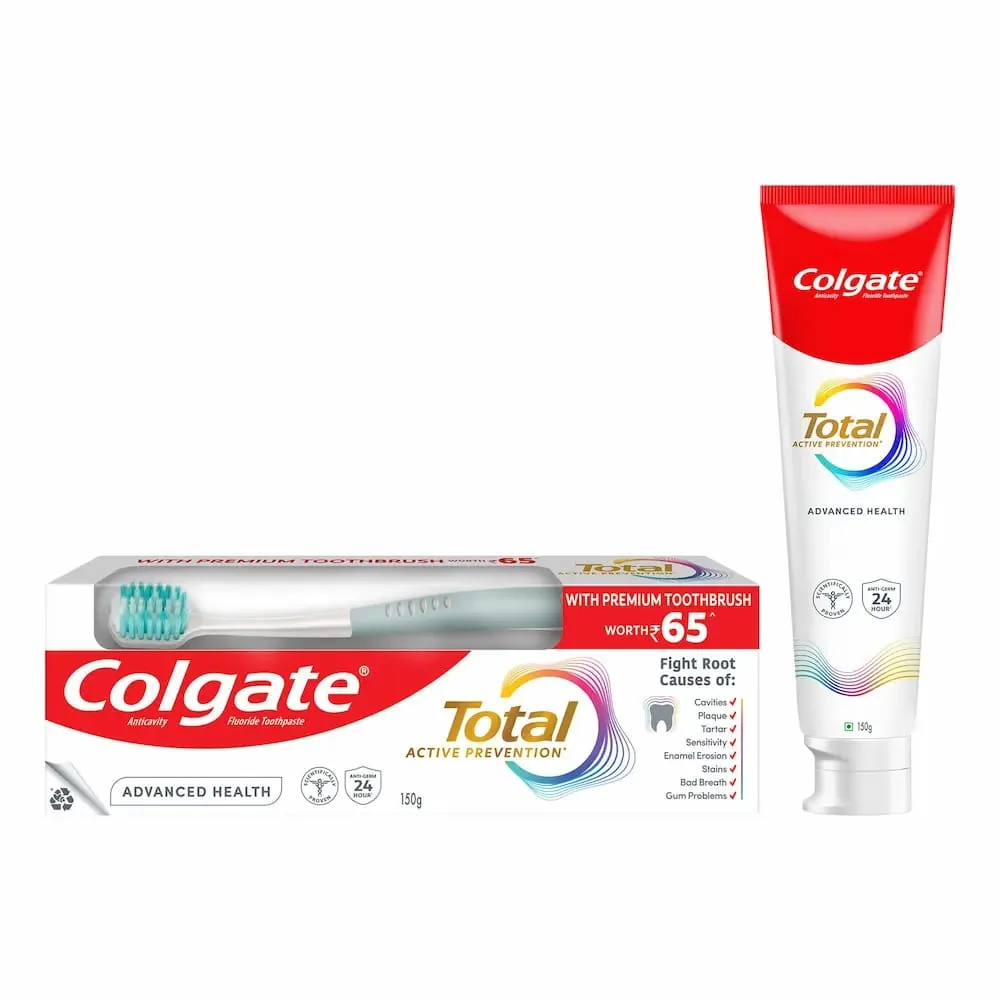 WITH PREMIUM TOOTHBRUSH WORTH ₹65^
Total
ACTIVE PREVENTION*
WITH PREMIUM TOOTHBRUSH
WORTH ₹65^
Colgate®
Anticavity Fluoride Toothpaste
Total
ACTIVE PREVENTION*
ADVANCED HEALTH
SCIENTIFICALLY PROVEN
ANTI-GERM
24
HOUR*
150g
Fight Root
Causes of:
Cavities ✓
Plaque ✓
Tartar ✓
Sensitivity ✓
Enamel Erosion ✓
Stains ✓
Bad Breath ✓
Gum Problems ✓
Colgate®
Anticavity Fluoride Toothpaste
Total
ACTIVE PREVENTION*
ADVANCED HEALTH
SCIENTIFICALLY PROVEN
ANTI-GERM
24
HOUR*
150g